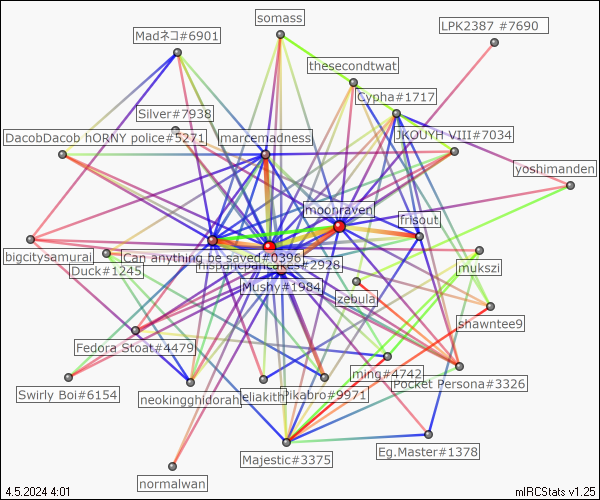 somass
LPK2387 #7690
Madネコ#6901
thesecondtwat
Cypha#1717
Silver#7938
DacobDacob hORNY police#5271
marcemadness
JKOUYH VIII#7034
yoshimanden
moonraven
frisout
bigcitysamurai
Can anything be saved#0396
hispanicpancakes#2928
mukszi
Duck#1245
Mushy#1984
zebula
shawntee9
Fedora Stoat#4479
ming#4742
Pocket Persona#3326
Swirly Boi#6154
neokingghidorah
eliakith
Pikabro#9971
Majestic#3375
Eg.Master#1378
normalwan
4.5.2024 4:01
mIRCStats v1.25